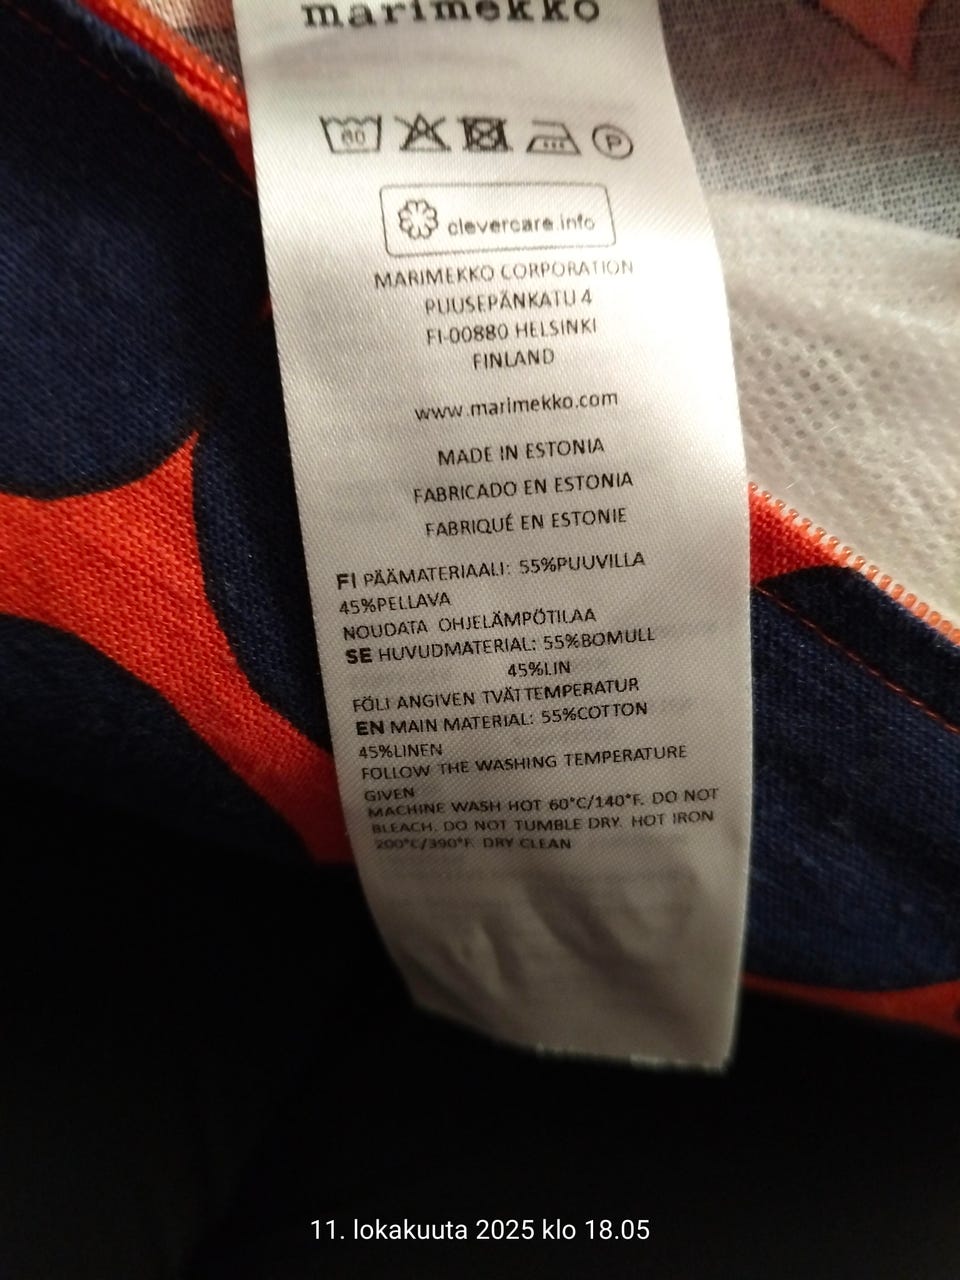 marimekko
60
P
clevercare.info
MARIMEKKO CORPORATION
PUUSEPÄNKATU 4
FI-00880 HELSINKI
FINLAND
www.marimekko.com
MADE IN ESTONIA
FABRICADO EN ESTONIA
FABRIQUÉ EN ESTONIE
FI PÄÄMATERIAALI: 55%PUUVILLA
45%PELLAVA
NOUDATA OHJELÄMPÖTILAA
SE HUVUDMATERIAL: 55%BOMULL
45%LIN
FÖLJ ANGIVEN TVÄTTEMPERATUR
EN MAIN MATERIAL: 55%COTTON
45%LINEN
FOLLOW THE WASHING TEMPERATURE
GIVEN
MACHINE WASH HOT 60°C/140°F. DO NOT
BLEACH. DO NOT TUMBLE DRY. HOT IRON
200°C/390°F. DRY CLEAN
11. lokakuuta 2025 klo 18.05